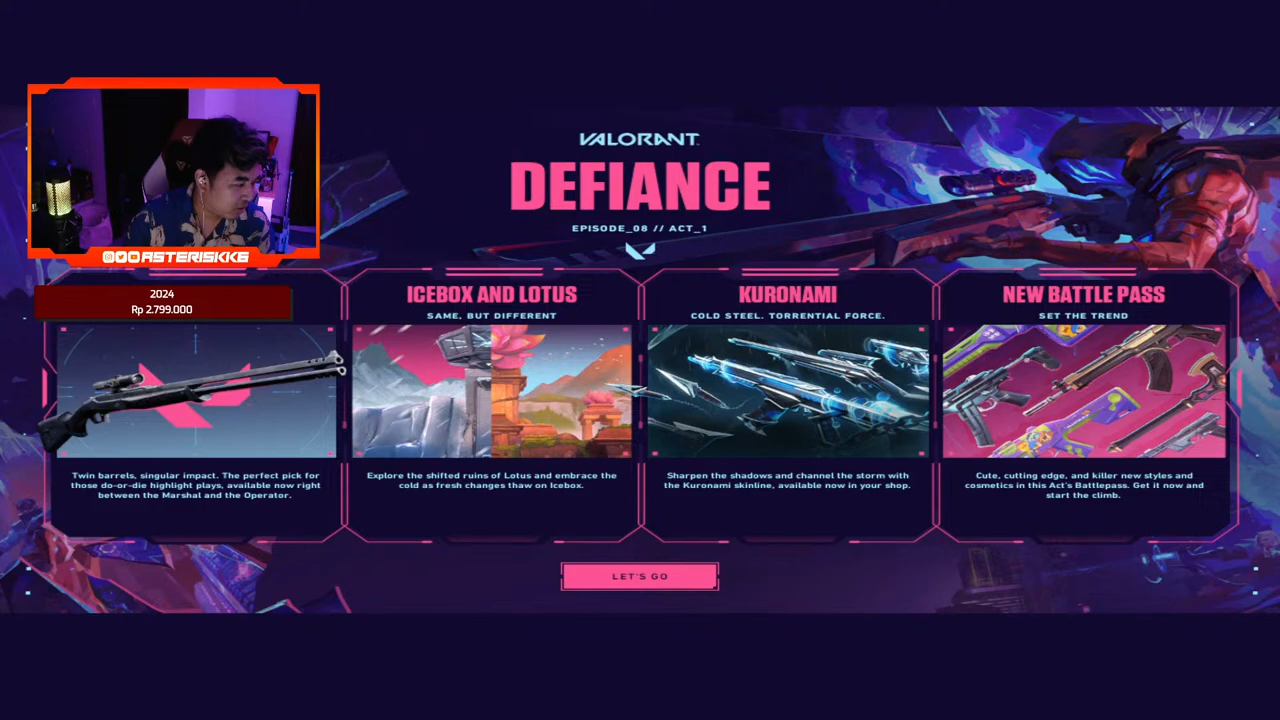 VALORANT
DEFIANCE
EPISODE_08 // ACT_1
ASTERISKK6
2024
Rp 2.799.000
Twin barrels, singular impact. The perfect pick for
those do-or-die highlight plays, available now right
between the Marshal and the Operator.
ICEBOX AND LOTUS
SAME, BUT DIFFERENT
Explore the shifted ruins of Lotus and embrace the
cold as fresh changes thaw on Icebox.
KURONAMI
COLD STEEL. TORRENTIAL FORCE.
Sharpen the shadows and channel the storm with
the Kuronami skinline, available now in your shop.
NEW BATTLE PASS
SET THE TREND
Cute, cutting edge, and killer new styles and
cosmetics in this Act's Battlepass. Get it now and
start the climb.
LET'S GO